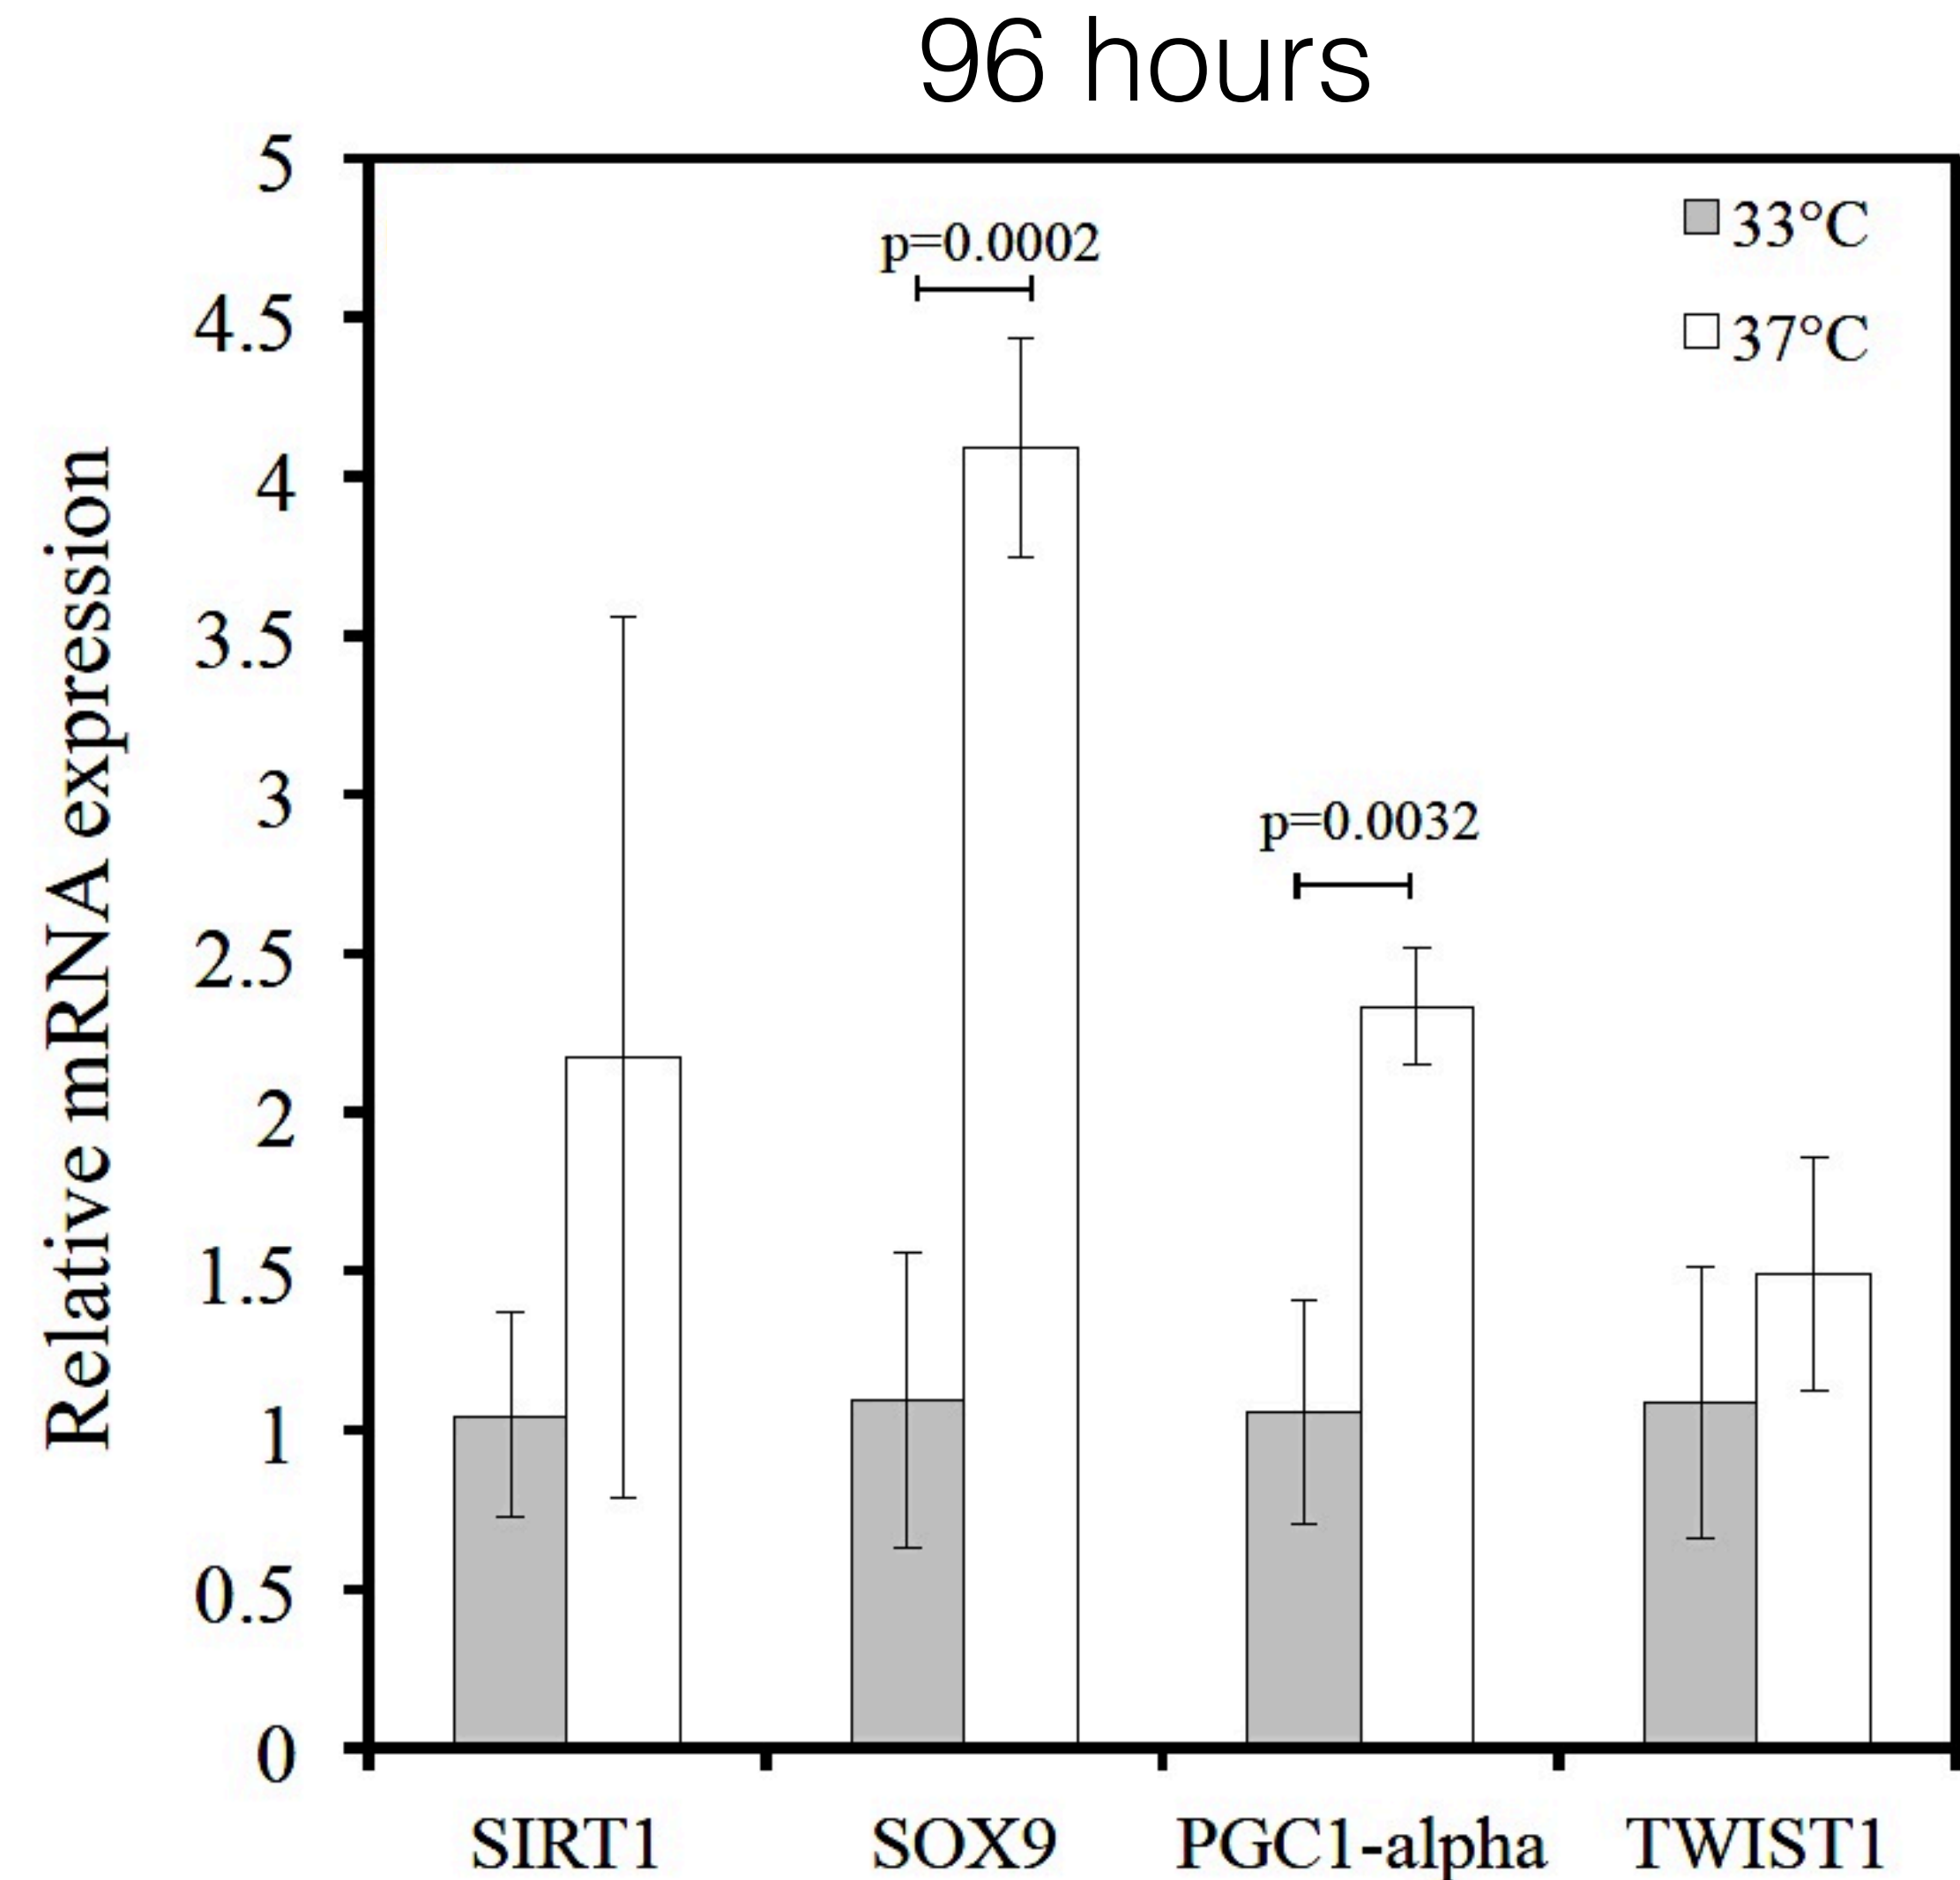 96 hours
33°C
37°C
p=0.0002
p=0.0032
Relative mRNA expression
5
4.5
4
3.5
3
2.5
2
1.5
1
0.5
0
SIRT1 SOX9 PGC1-alpha TWIST1